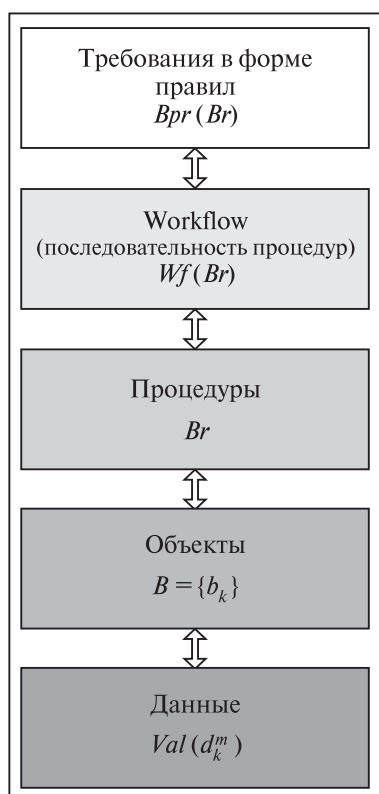 Требования в форме
правил
Bpr (Br)
Workflow
(последовательность процедур)
Wf (Br)
Процедуры
Br
Объекты
B = {b_k}
Данные
Val (d_k^m)